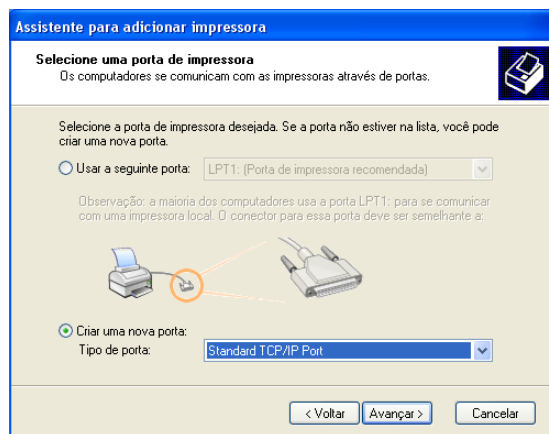 Assistente para adicionar impressora
Selecione uma porta de impressora
Os computadores se comunicam com as impressoras através de portas.
Selecione a porta de impressora desejada. Se a porta não estiver na lista, você pode
criar uma nova porta.
Usar a seguinte porta: LPT1: (Porta de impressora recomendada)
Observação: a maioria dos computadores usa a porta LPT1: para se comunicar
com uma impressora local. O conector para essa porta deve ser semelhante a:
Criar uma nova porta:
Tipo de porta: Standard TCP/IP Port
< Voltar Avançar > Cancelar